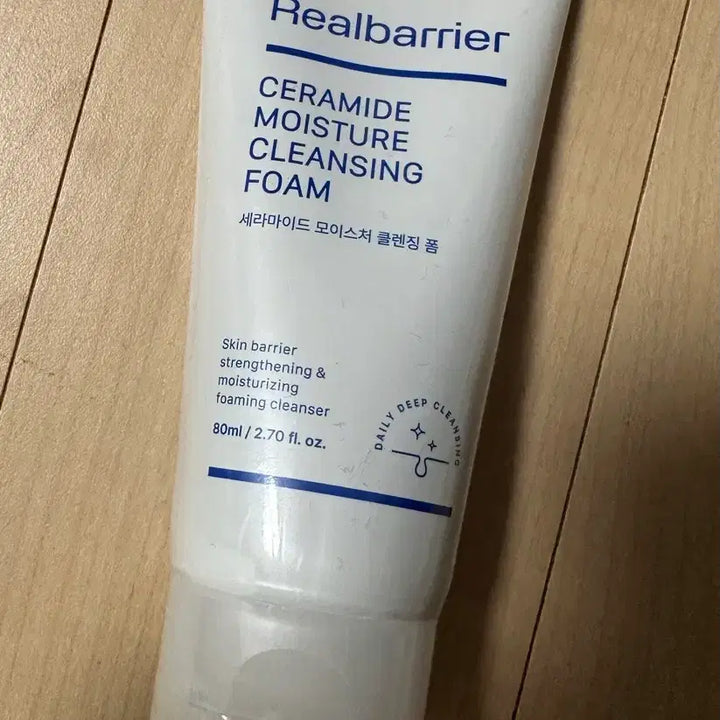 Realbarrier
CERAMIDE
MOISTURE
CLEANSING
FOAM
세라마이드 모이스처 클렌징 폼
Skin barrier
strengthening &
moisturizing
foaming cleanser
80ml / 2.70 fl. oz.
DAILY DEEP CLEANSING